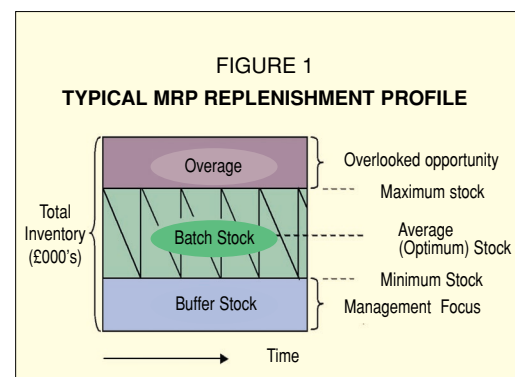 FIGURE 1
TYPICAL MRP REPLENISHMENT PROFILE
Overage
Overlooked opportunity
Maximum stock
Total
Inventory
(£000's)
Batch Stock
Average
(Optimum) Stock
Minimum Stock
Buffer Stock
Management Focus
Time